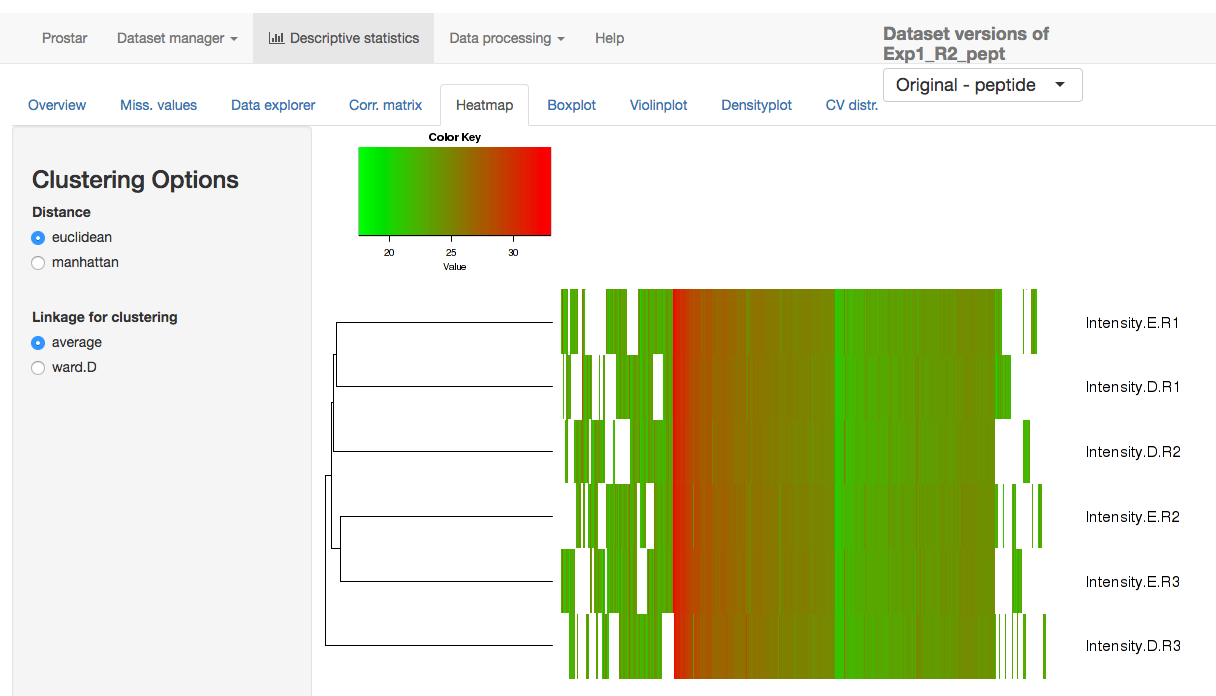 Prostar Dataset manager Descriptive statistics Data processing Help
Dataset versions of
Exp1_R2_pept
Original - peptide
Overview Miss. values Data explorer Corr. matrix Heatmap Boxplot Violinplot Densityplot CV distr.
Clustering Options
Distance
euclidean
manhattan
Linkage for clustering
average
ward.D
Color Key
20 25 30
Value
Intensity.E.R1
Intensity.D.R1
Intensity.D.R2
Intensity.E.R2
Intensity.E.R3
Intensity.D.R3